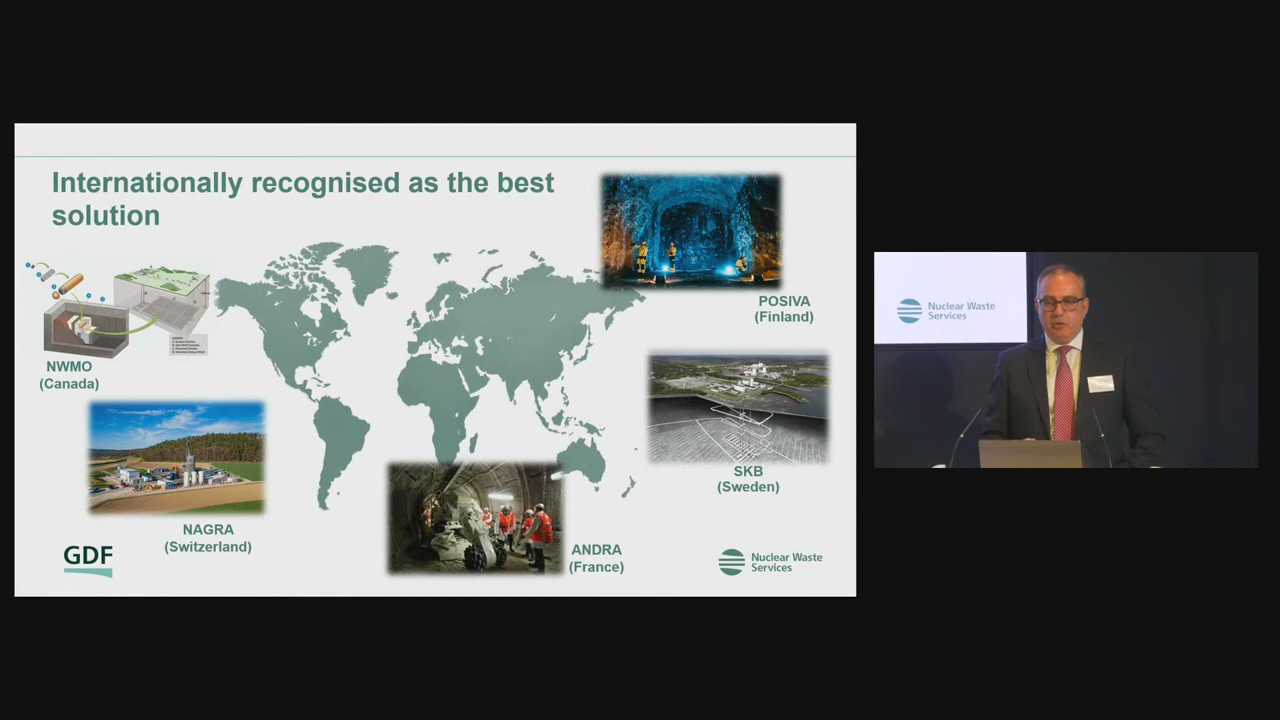 Internationally recognised as the best
solution
POSIVA
(Finland)
NWMO
(Canada)
SKB
(Sweden)
NAGRA
(Switzerland)
ANDRA
(France)
GDF
Nuclear Waste
Services
Nuclear Waste
Services